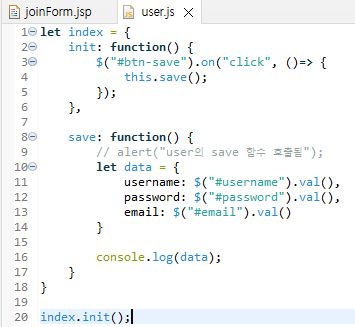 joinForm.jsp user.js
1 let index = {
2 init: function() {
3 $("#btn-save").on("click", ()=> {
4 this.save();
5 });
6 },
7
8 save: function() {
9 // alert("user의 save 함수 호출됨");
10 let data = {
11 username: $("#username").val(),
12 password: $("#password").val(),
13 email: $("#email").val()
14 }
15
16 console.log(data);
17 }
18 }
19
20 index.init();